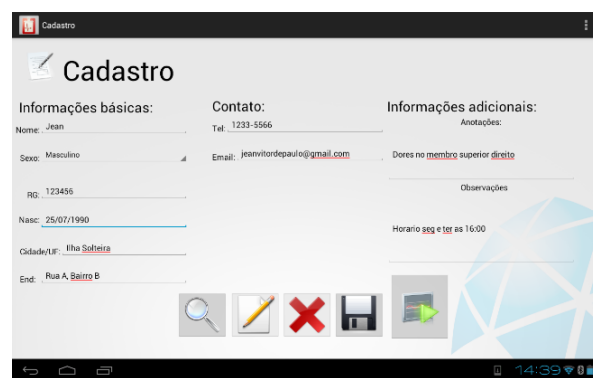 Cadastro
Cadastro
Informações básicas:
Nome: Jean
Sexo: Masculino
RG: 123456
Nasc: 25/07/1990
Cidade/UF: Ilha Solteira
End: Rua A, Bairro B
Contato:
Tel: 1233-5566
Email: jeanvitordepaulo@gmail.com
Informações adicionais:
Anotações:
Dores no membro superior direito
Observações
Horario seg e ter as 16:00
14:39